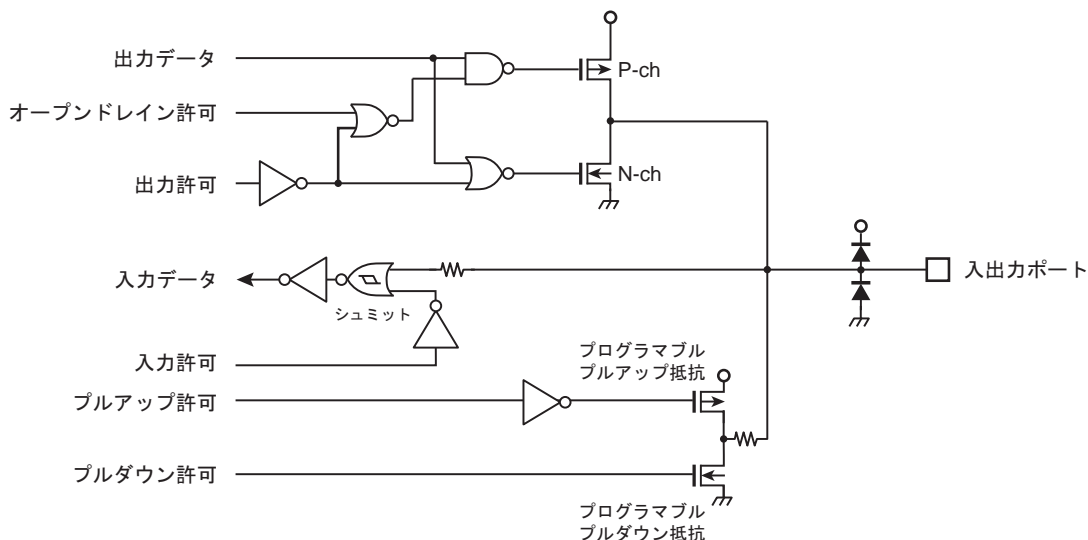 出力データ
P-ch
オープンドレイン許可
出力許可
N-ch
入力データ
シュミット
入出力ポート
入力許可
プログラマブル
プルアップ抵抗
プルアップ許可
プルダウン許可
プログラマブル
プルダウン抵抗